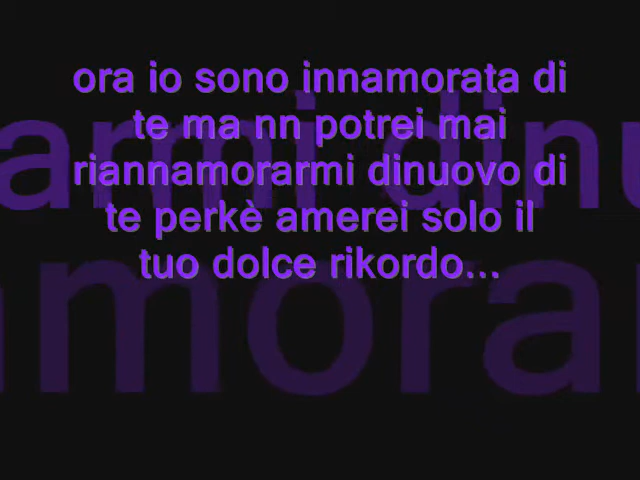 ora io sono innamorata di
te ma nn potrei mai
riannamorarmi dinuovo di
te perkè amerei solo il
tuo dolce rikordo...